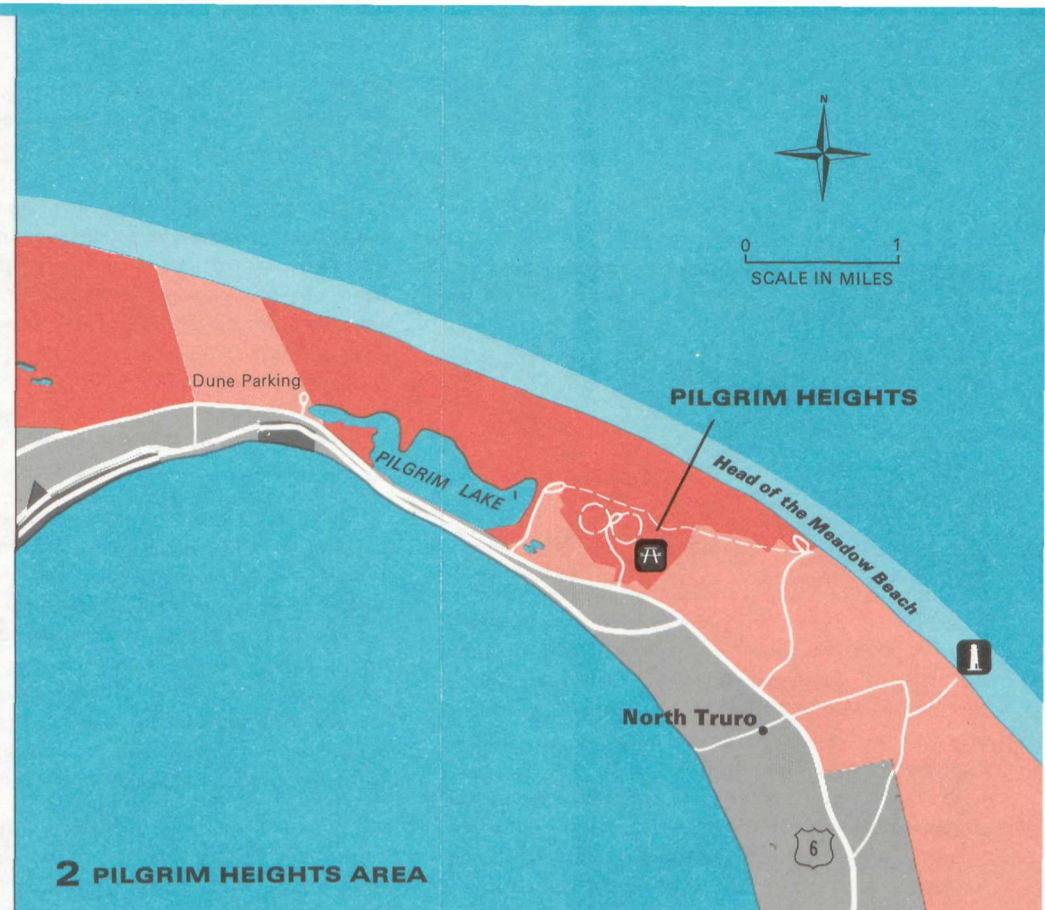 N
0 1
SCALE IN MILES
Dune Parking
PILGRIM HEIGHTS
PILGRIM LAKE
Head of the Meadow Beach
North Truro
6
2 PILGRIM HEIGHTS AREA